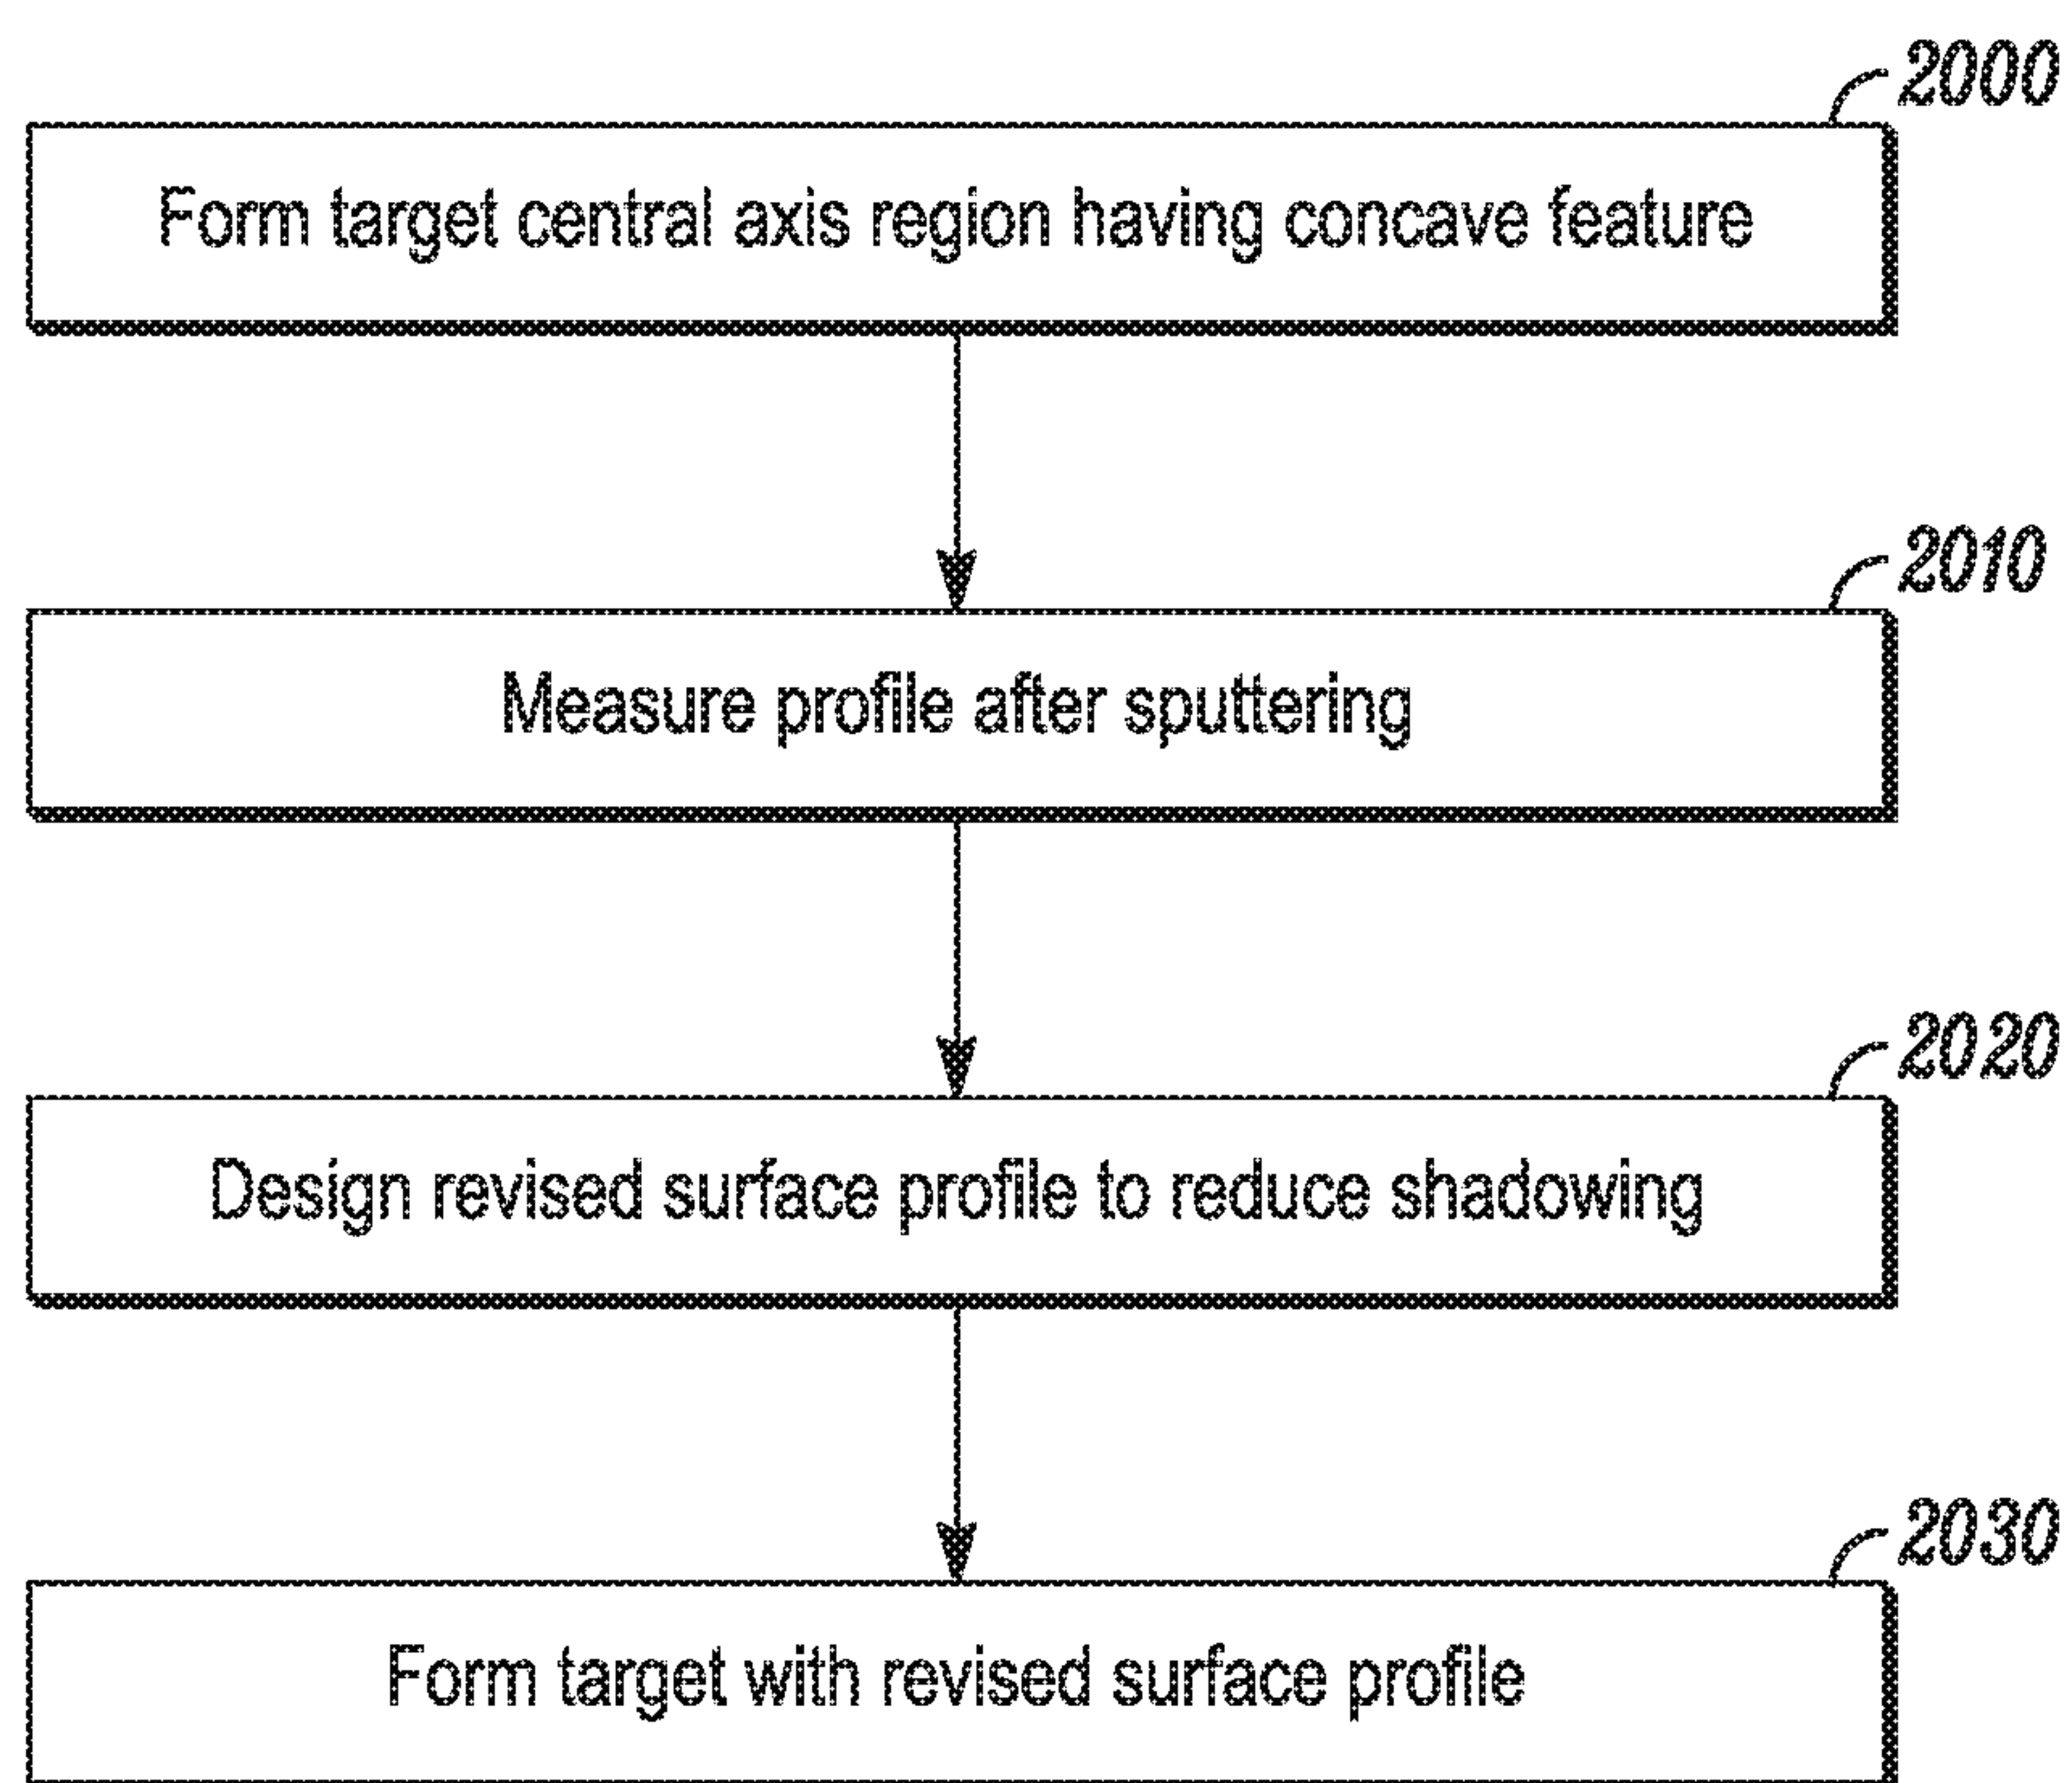 2000
Form target central axis region having concave feature
2010
Measure profile after sputtering
2020
Design revised surface profile to reduce shadowing
2030
Form target with revised surface profile